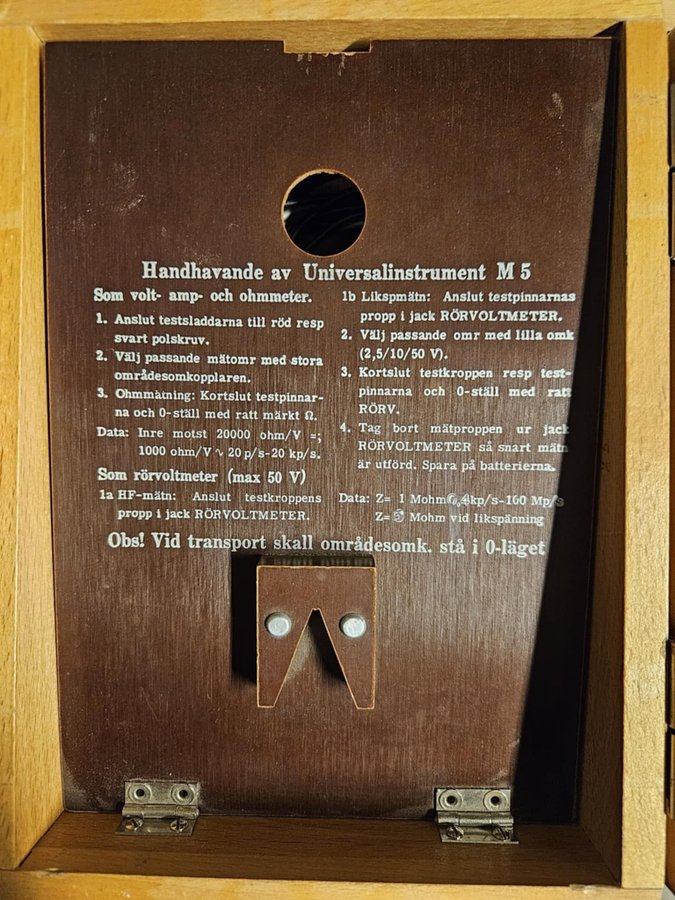 Handhavande av Universalinstrument M 5
Som volt- amp- och ohmmeter.
1. Anslut testsladdarna till röd resp
svart polskruv.
2. Välj passande mätomr med stora
områdesomkopplaren.
3. Ohmmätning: Kortslut testpinnar-
na och 0-ställ med ratt märkt Ω.
Data: Inre motst 20000 ohm/V =;
1000 ohm/V ∿ 20 p/s-20 kp/s.
Som rörvoltmeter (max 50 V)
1a HF-mätn: Anslut testkroppens
propp i jack RÖRVOLTMETER.
1b Likspmätn: Anslut testpinnarnas
propp i jack RÖRVOLTMETER.
2. Välj passande omr med lilla omk
(2,5/10/50 V).
3. Kortslut testkroppen resp test-
pinnarna och 0-ställ med ratt
RÖRV.
4. Tag bort mätproppen ur jack
RÖRVOLTMETER så snart mätn
är utförd. Spara på batterierna.
Data: Z= 1 Mohm kp/s-100 Mp/s
Z= Mohm vid likspänning
Obs! Vid transport skall områdesomk. stå i 0-läget